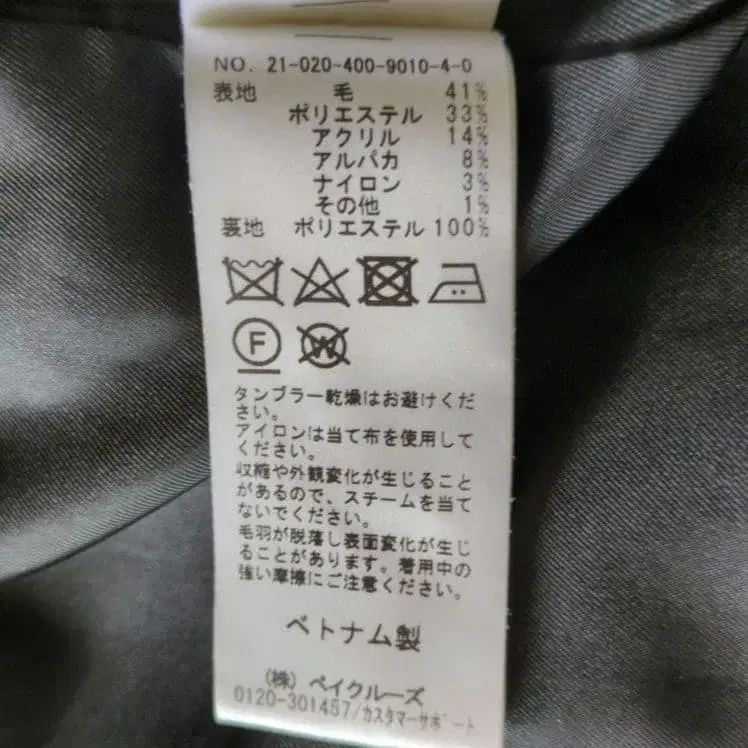 NO. 21-020-400-9010-4-0
表地 毛 41%
ポリエステル 33%
アクリル 14%
アルパカ 8%
ナイロン 3%
その他 1%
裏地 ポリエステル 100%
F W
タンブラー乾燥はお避けくだ
さい。
アイロンは当て布を使用して
ください。
収縮や外観変化が生じること
があるので、スチームを当て
ないでください。
毛羽が脱落し表面変化が生じ
ることがあります。着用中の
強い摩擦にご注意ください。
ベトナム製
(株) ベイクルーズ
0120-301457/カスタマーサポート